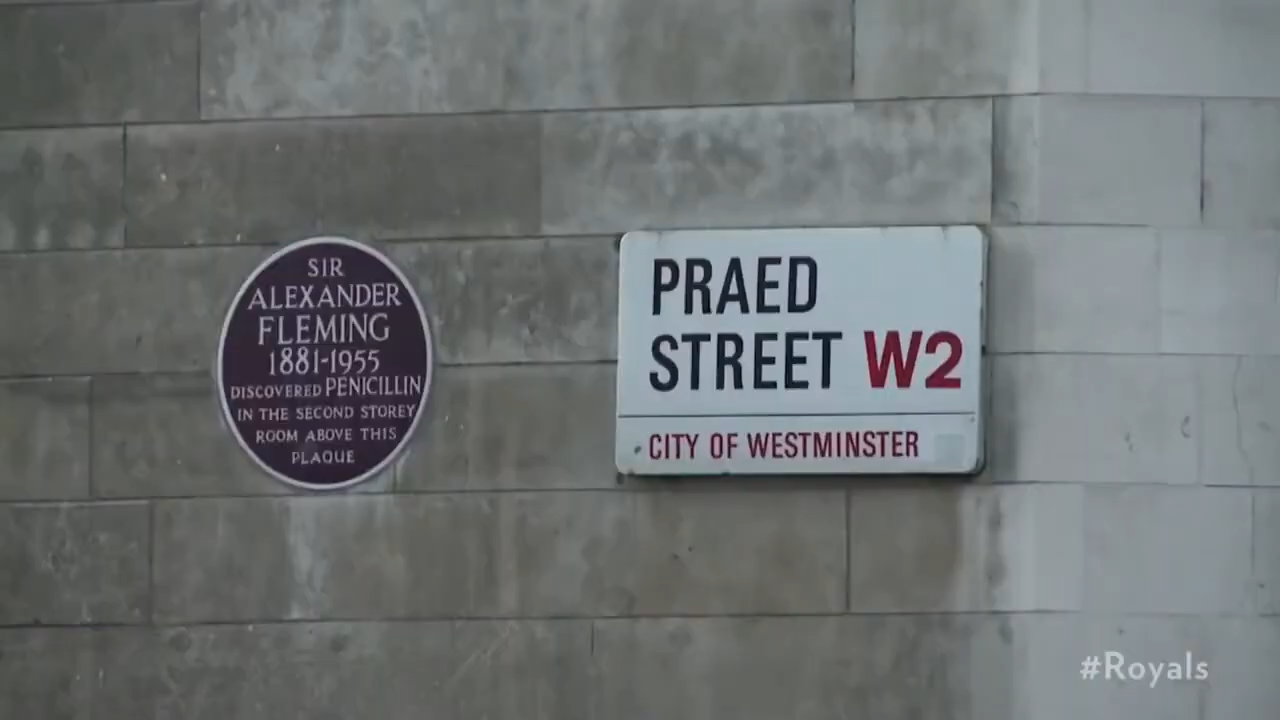 SIR
ALEXANDER
FLEMING
1881-1955
DISCOVERED PENICILLIN
IN THE SECOND STOREY
ROOM ABOVE THIS
PLAQUE
PRAED
STREET W2
CITY OF WESTMINSTER
#Royals